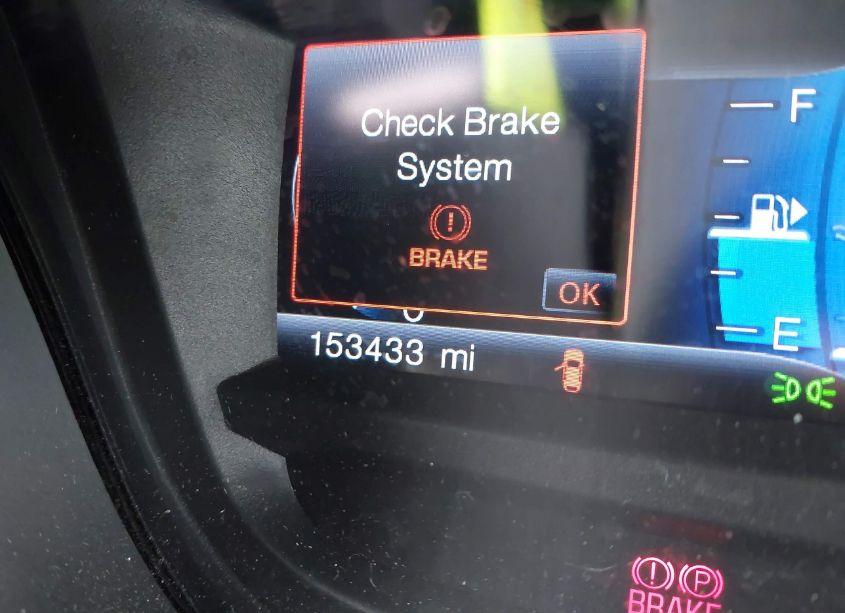 Check Brake
System
!
BRAKE
OK
F
E
153433 mi
! P
BRAKE